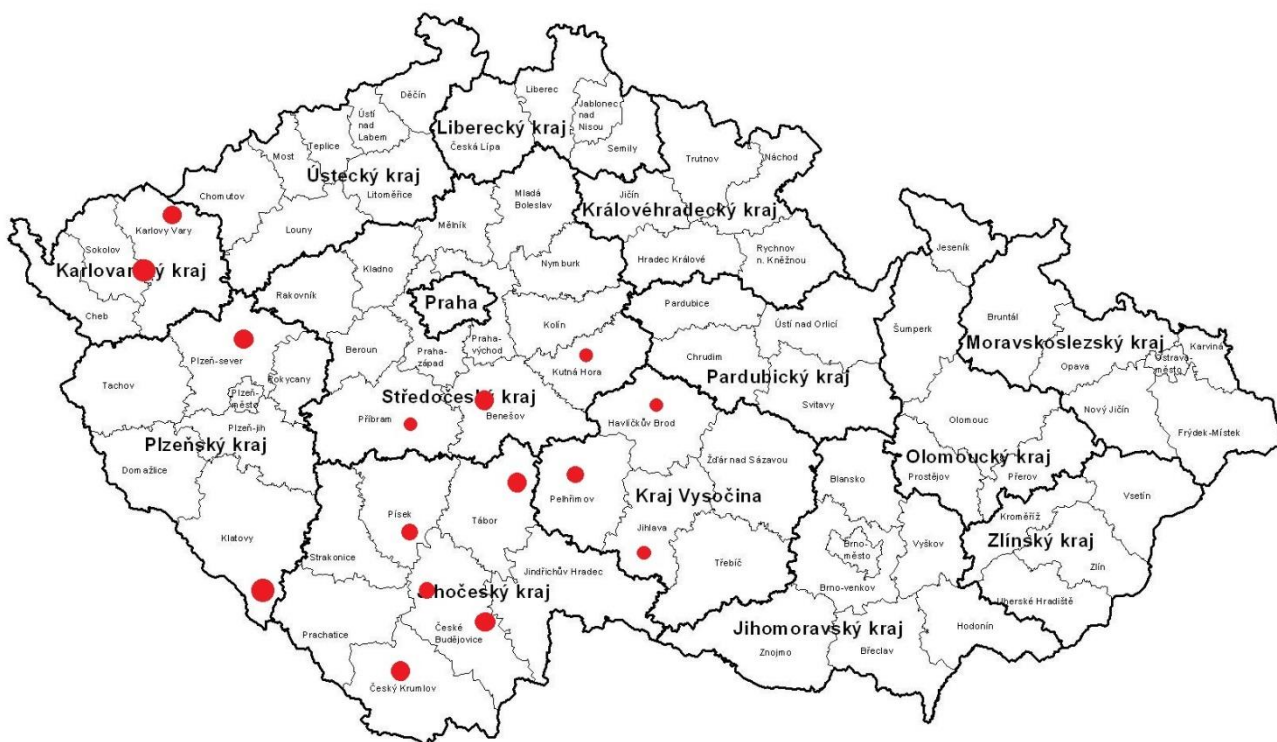 Děčín
Liberec
Ústí
nad
Labem
Jablonec
nad
Nisou
Liberecký kraj
Teplice
Česká Lípa
Semily
Most
Trutnov
Náchod
Ústecký kraj
Chomutov
Litoměřice
Mladá
Boleslav
Jičín
Královéhradecký kraj
Karlovy Vary
Louny
Mělník
Sokolov
Jeseník
Rychnov
n. Kněžnou
Karlovarský kraj
Kladno
Nymburk
Hradec Králové
Rakovník
Praha
Cheb
Pardubice
Bruntál
Kolín
Ústí nad Orlicí
Šumperk
Moravskoslezský kraj
Karviná
Ostrava-
město
Opava
Beroun
Praha-
západ
Praha-
východ
Plzeň-sever
Chrudim
Kutná Hora
Tachov
Rokycany
Pardubický kraj
Plzeň-
město
Středočeský kraj
Svitavy
Nový Jičín
Příbram
Benešov
Havlíčkův Brod
Olomouc
Plzeň-jih
Frýdek-Místek
Plzeňský kraj
Žďár nad Sázavou
Olomoucký kraj
Domažlice
Prostějov
Přerov
Blansko
Pelhřimov
Kraj Vysočina
Vsetín
Písek
Tábor
Kroměříž
Jihlava
Klatovy
Brno-
město
Vyškov
Zlínský kraj
Strakonice
Třebíč
Zlín
Jindřichův Hradec
Brno-venkov
Jihočeský kraj
Uherské Hradiště
České
Budějovice
Jihomoravský kraj
Hodonín
Prachatice
Znojmo
Břeclav
Český Krumlov